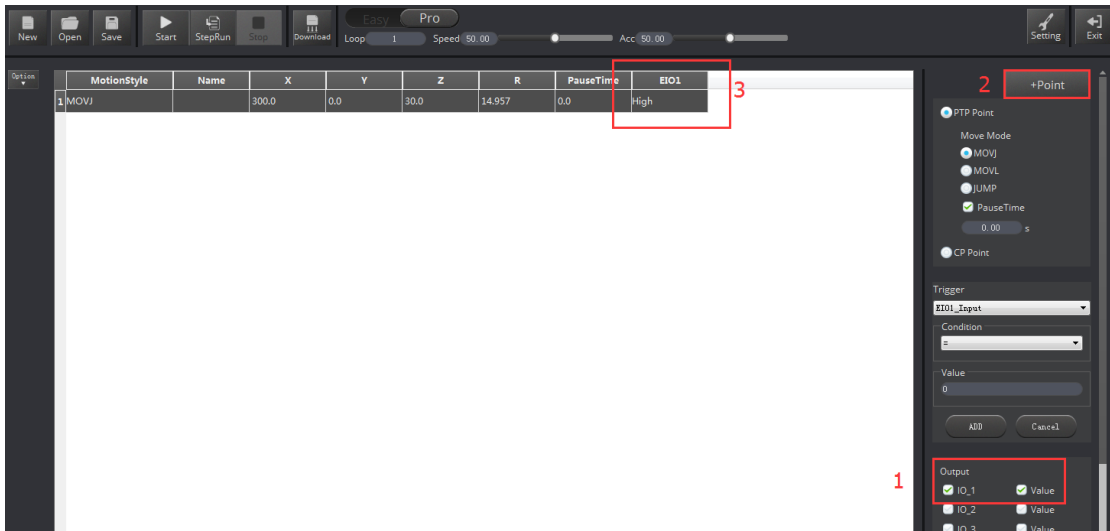 New Open Save Start StepRun Stop Download Easy Pro Setting Exit
Loop 1 Speed 50.00 Acc 50.00
Option
MotionStyle Name X Y Z R PauseTime EIO1
1 MOVJ 300.0 0.0 30.0 14.957 0.0 High
3
2 +Point
PTP Point
Move Mode
MOVJ
MOVL
JUMP
PauseTime
0.00 s
CP Point
Trigger
EIO1_Input
Condition
=
Value
0
ADD Cancel
1
Output
IO_1 Value
IO_2 Value
IO_3 Value